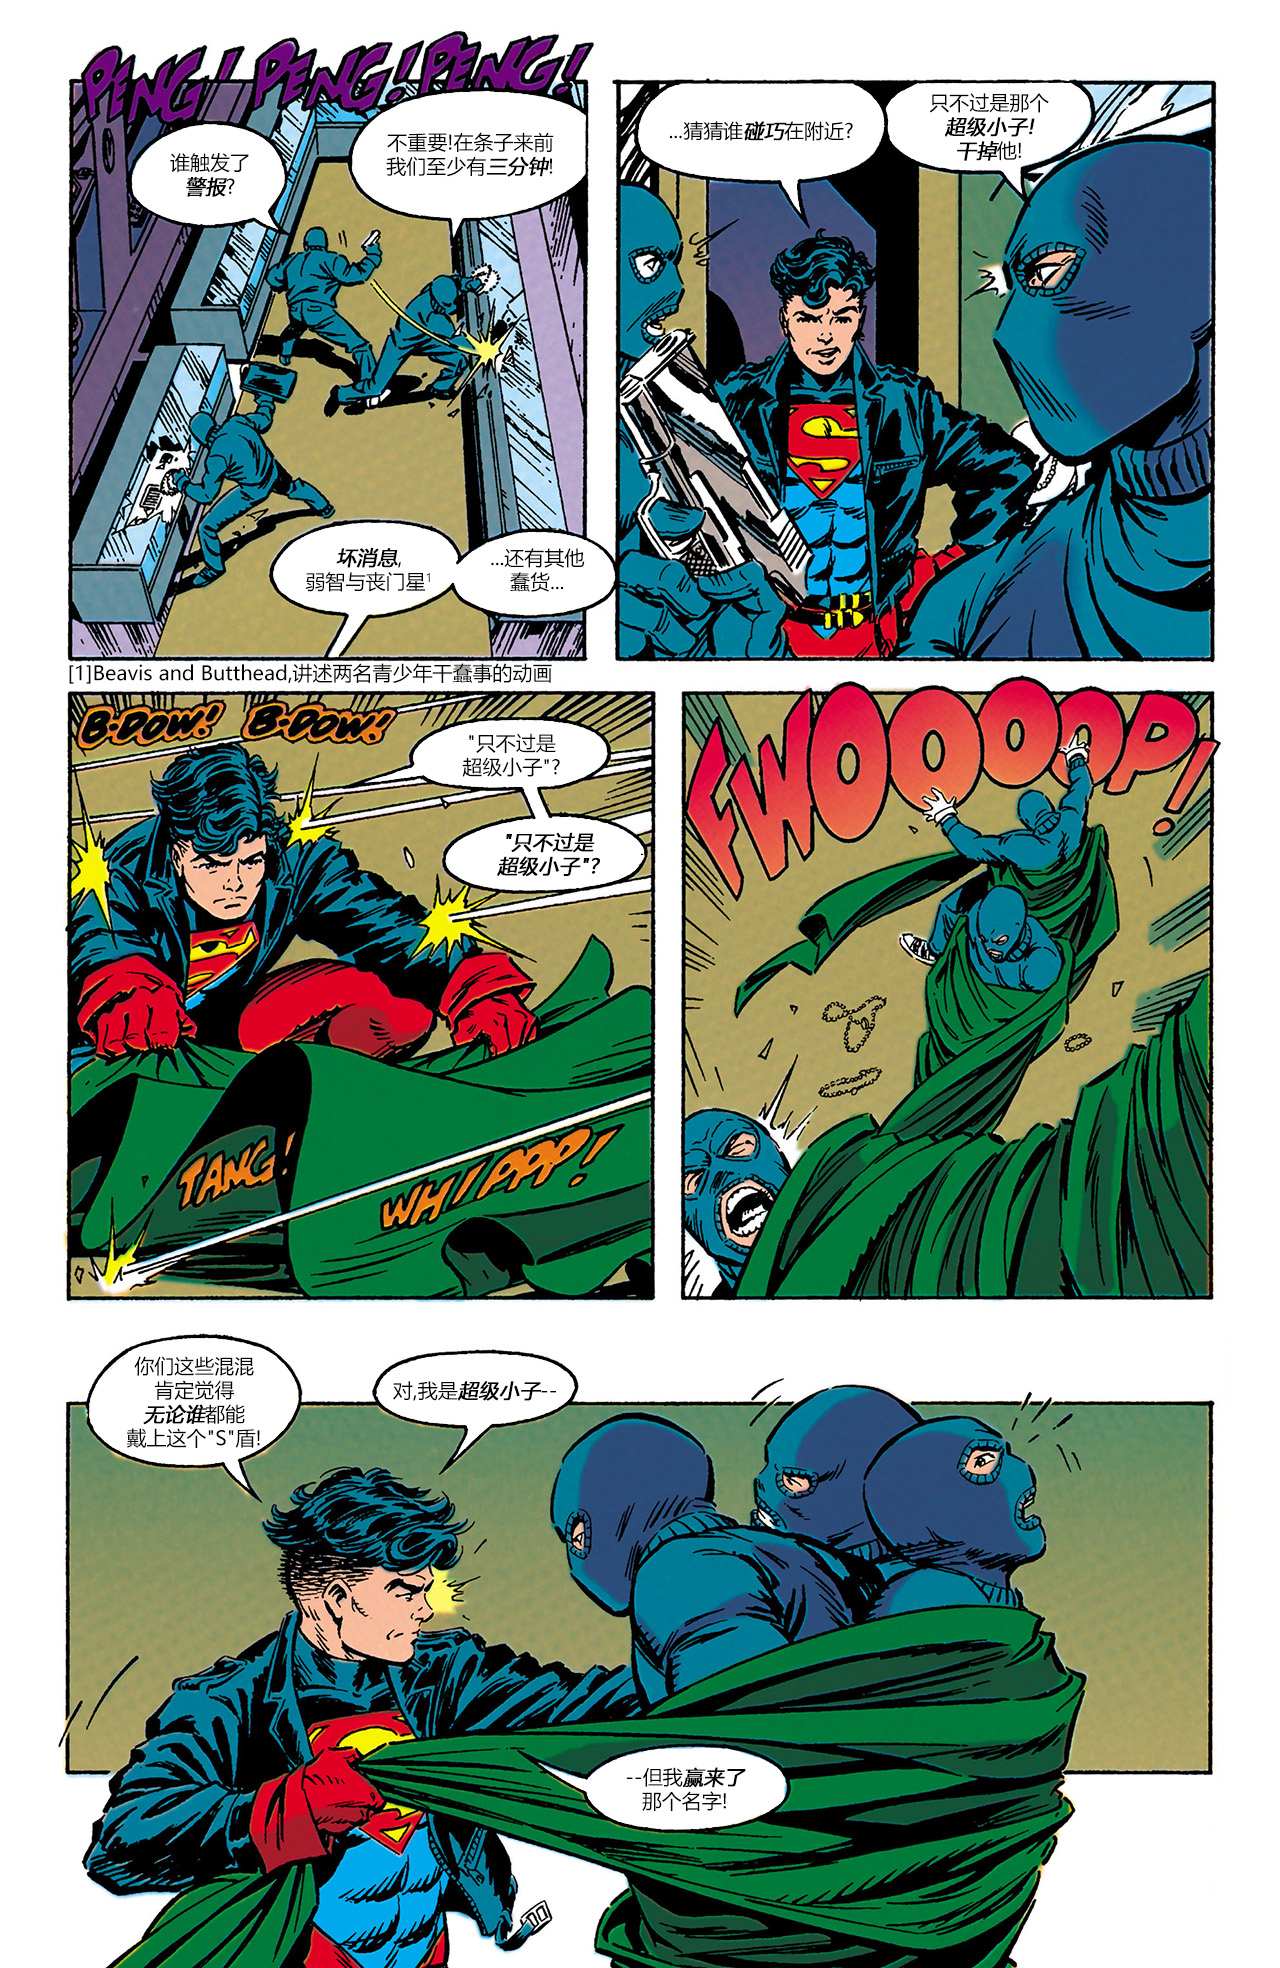 PENG! PENG! PENG!
谁触发了
警报?
不重要!在条子来前
我们至少有三分钟!
坏消息,
弱智与丧门星¹
...还有其他
蠢货...
...猜猜谁碰巧在附近?
只不过是那个
超级小子!
干掉他!
[1]Beavis and Butthead,讲述两名青少年干蠢事的动画
B-DOW! B-DOW!
"只不过是
超级小子"?
"只不过是
超级小子"?
TANG!
WHIPPP!
FWOOOOP!
你们这些混混
肯定觉得
无论谁都能
戴上这个"S"盾!
对,我是超级小子--
--但我赢来了
那个名字!